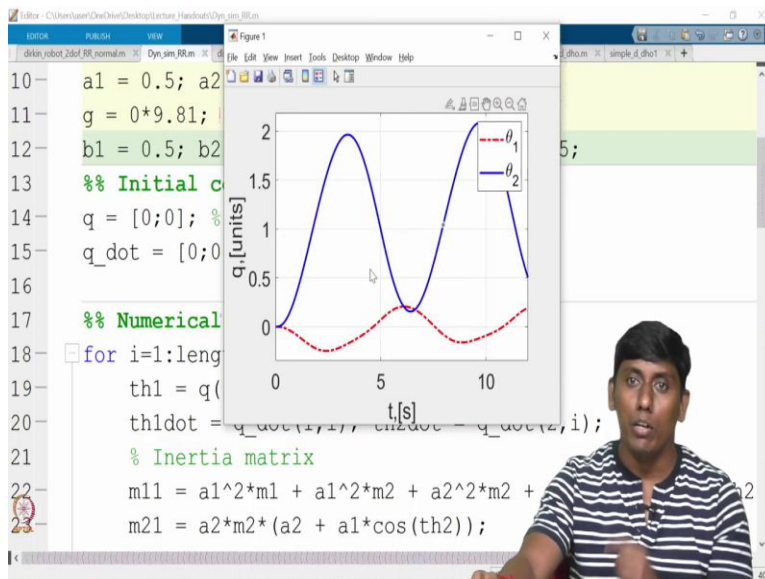 Editor - C:\Users\user\OneDrive\Desktop\Lecture_Handouts\Dyn_sim_RR.m
EDITOR PUBLISH VIEW
dirkin_robot_2dof_RR_normal.m × Dyn_sim_RR.m × d_dho.m × simple_d_dho1 × +
Figure 1
File Edit View Insert Tools Desktop Window Help
10 a1 = 0.5; a2
11 g = 0*9.81;
12 b1 = 0.5; b2 5;
13 %% Initial c
14 q = [0;0]; %
15 q_dot = [0;0
16
17 %% Numerical
18 for i=1:leng
19 th1 = q(
20 th1dot = q_dot(1,i); th2dot = q_dot(2,i);
21 % Inertia matrix
22 m11 = a1^2*m1 + a1^2*m2 + a2^2*m2 +
23 m21 = a2*m2*(a2 + a1*cos(th2));
q,[units]
2
1.5
1
0.5
0
0 5 10
t,[s]
θ1
θ2